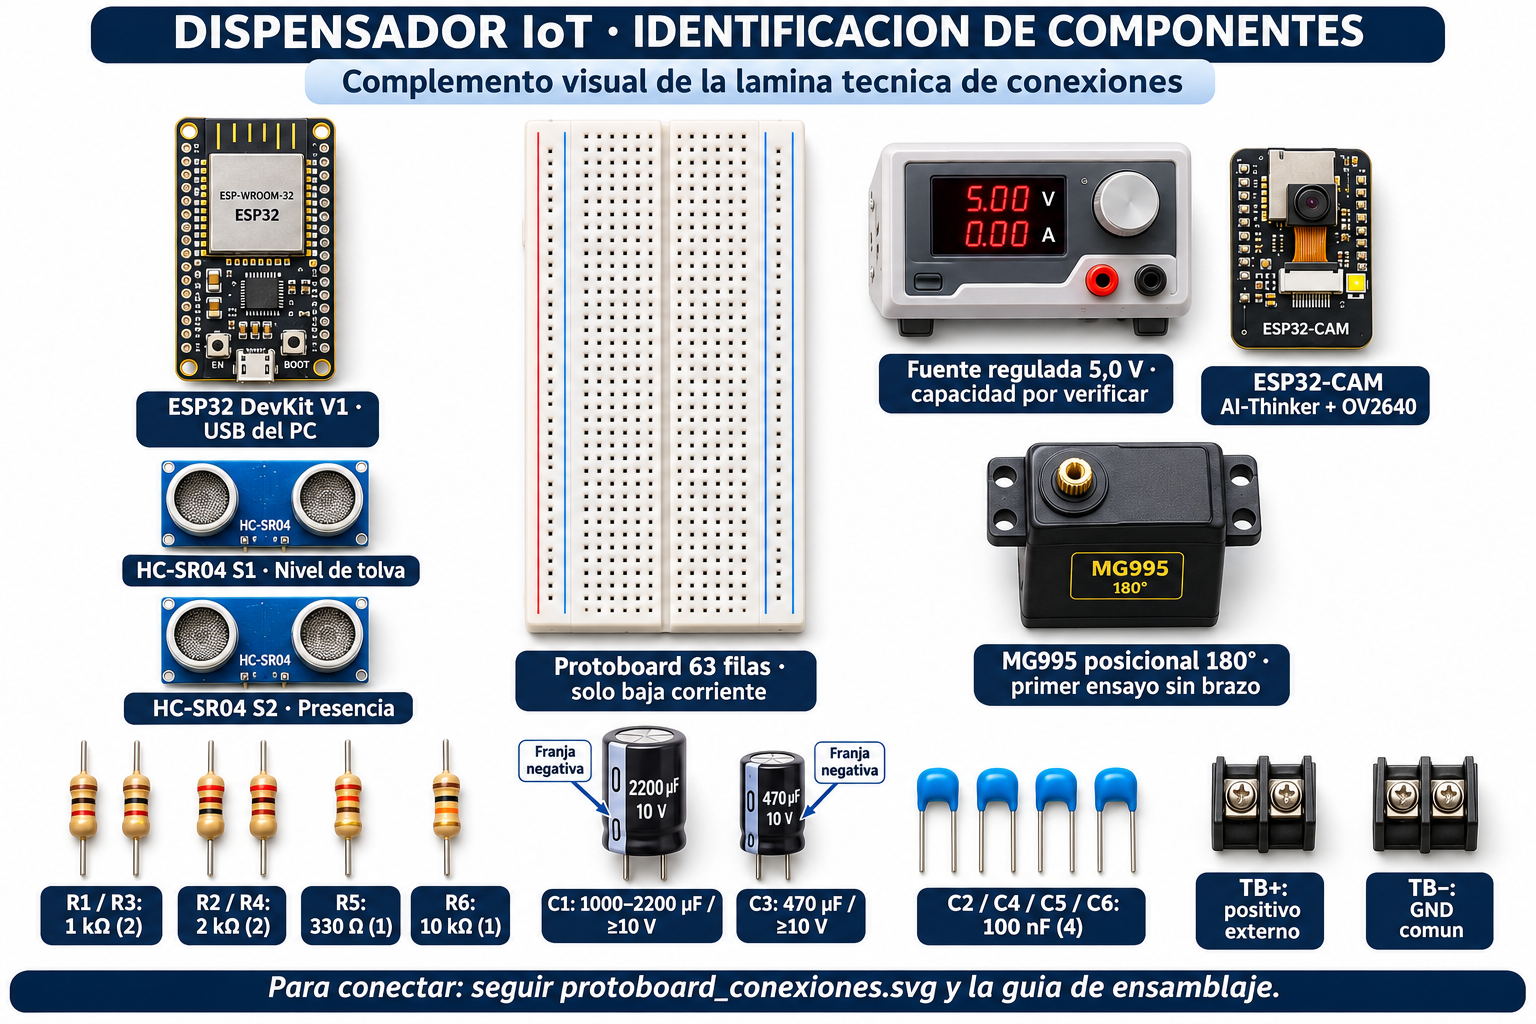 DISPENSADOR IoT · IDENTIFICACION DE COMPONENTES
Complemento visual de la lamina tecnica de conexiones
ESP-WROOM-32
ESP32
EN
BOOT
ESP32 DevKit V1 ·
USB del PC
HC-SR04
HC-SR04 S1 · Nivel de tolva
HC-SR04
HC-SR04 S2 · Presencia
Protoboard 63 filas ·
solo baja corriente
5.00 V
0.00 A
Fuente regulada 5,0 V ·
capacidad por verificar
ESP32-CAM
ESP32-CAM
AI-Thinker + OV2640
MG995
180°
MG995 posicional 180° ·
primer ensayo sin brazo
R1 / R3:
1 kΩ (2)
R2 / R4:
2 kΩ (2)
R5:
330 Ω (1)
R6:
10 kΩ (1)
Franja
negativa
2200 µF
10 V
C1: 1000–2200 µF /
≥10 V
Franja
negativa
470 µF
10 V
C3: 470 µF /
≥10 V
C2 / C4 / C5 / C6:
100 nF (4)
TB+:
positivo
externo
TB–:
GND
comun
Para conectar: seguir protoboard_conexiones.svg y la guia de ensamblaje.